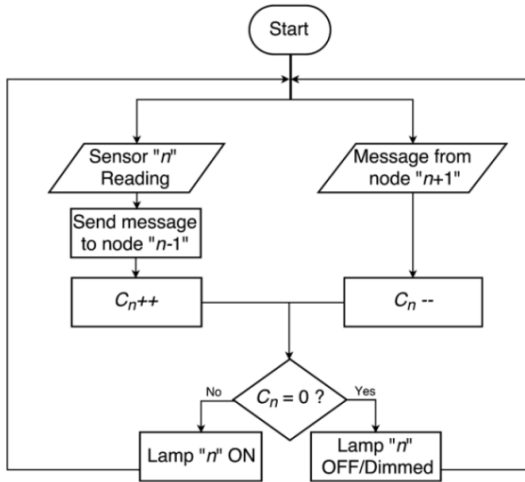 Start
Sensor "n"
Reading
Message from
node "n+1"
Send message
to node "n-1"
Cn++
Cn --
Cn = 0 ?
No
Yes
Lamp "n" ON
Lamp "n"
OFF/Dimmed